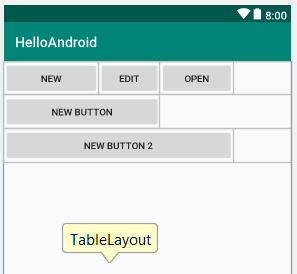 8:00
HelloAndroid
NEW EDIT OPEN
NEW BUTTON
NEW BUTTON 2
TableLayout